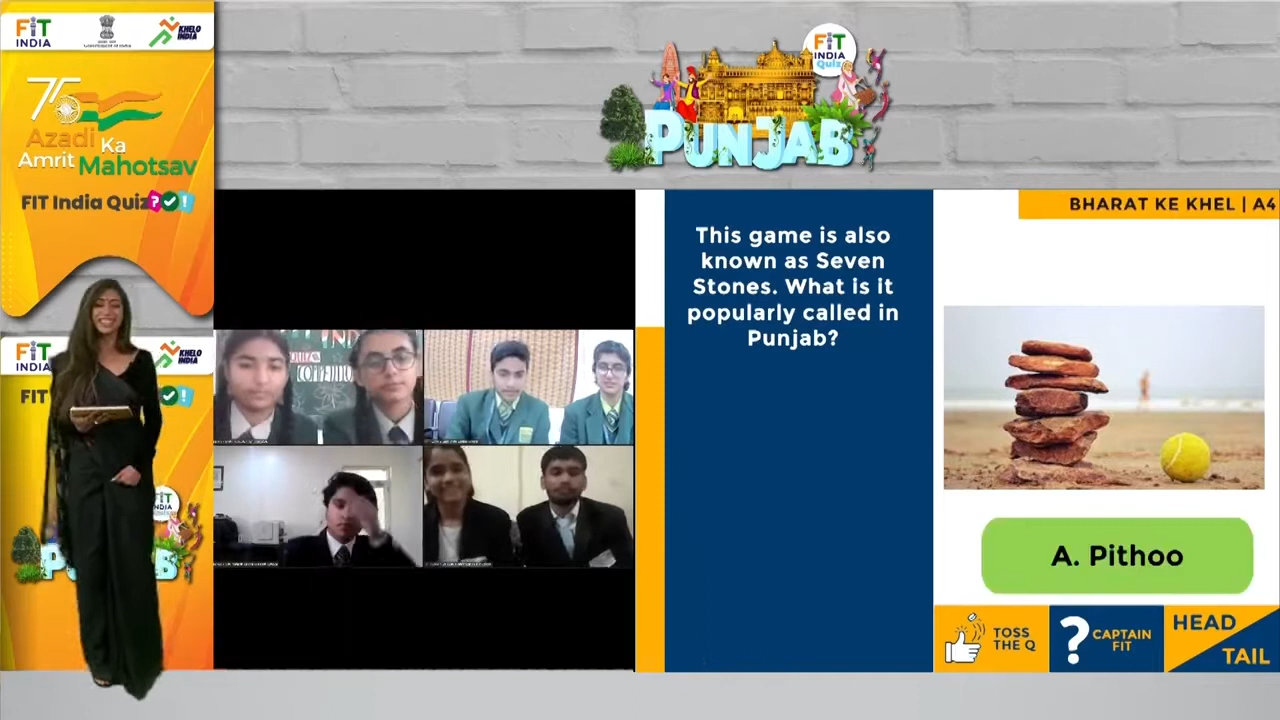 FiT
INDIA
KHELO
INDIA
75
Azadi Ka
Amrit Mahotsav
FIT India Quiz?!
FiT
INDIA
KHELO
INDIA
FIT
FiT
INDIA
Quiz
PUNJAB
BHARAT KE KHEL | A4
This game is also
known as Seven
Stones. What is it
popularly called in
Punjab?
A. Pithoo
TOSS
THE Q
?
CAPTAIN
FIT
HEAD
TAIL